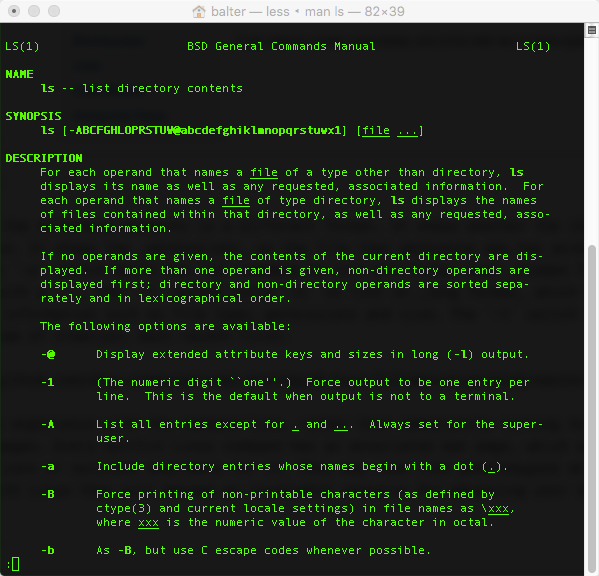 balter — less • man ls — 82×39
LS(1) BSD General Commands Manual LS(1)
NAME
ls -- list directory contents
SYNOPSIS
ls [-ABCFGHLOPRSTUW@abcdefghiklmnopqrstuwx1] [file ...]
DESCRIPTION
For each operand that names a file of a type other than directory, ls
displays its name as well as any requested, associated information.  For
each operand that names a file of type directory, ls displays the names
of files contained within that directory, as well as any requested, asso-
ciated information.
If no operands are given, the contents of the current directory are dis-
played.  If more than one operand is given, non-directory operands are
displayed first; directory and non-directory operands are sorted sepa-
rately and in lexicographical order.
The following options are available:
-@ Display extended attribute keys and sizes in long (-l) output.
-1 (The numeric digit ``one''.)  Force output to be one entry per
line.  This is the default when output is not to a terminal.
-A List all entries except for . and ...  Always set for the super-
user.
-a Include directory entries whose names begin with a dot (.).
-B Force printing of non-printable characters (as defined by
ctype(3) and current locale settings) in file names as \xxx,
where xxx is the numeric value of the character in octal.
-b As -B, but use C escape codes whenever possible.
: